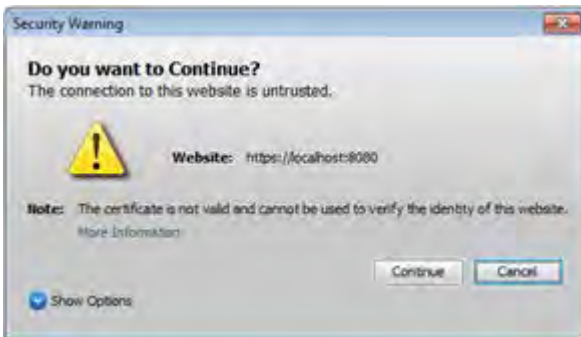 Security Warning
Do you want to Continue?
The connection to this website is untrusted.
Website: https://localhost:8080
Note: The certificate is not valid and cannot be used to verify the identity of this website.
More Information
Continue Cancel
Show Options